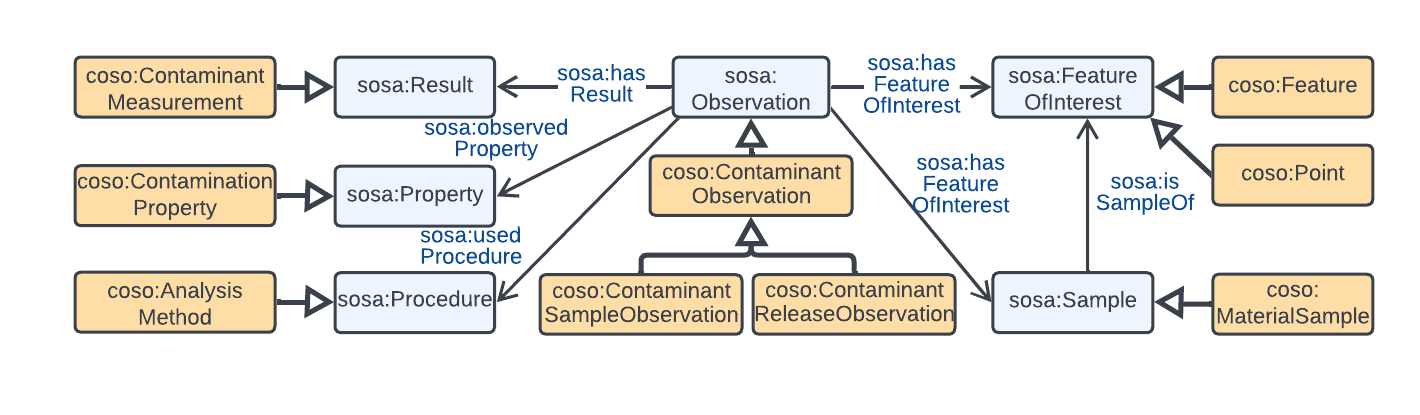 coso:Contaminant
Measurement
sosa:Result
sosa:has
Result
sosa:
Observation
sosa:has
Feature
OfInterest
sosa:Feature
OfInterest
coso:Feature
sosa:observed
Property
coso:Contamination
Property
sosa:Property
coso:Contaminant
Observation
sosa:has
Feature
OfInterest
sosa:is
SampleOf
coso:Point
sosa:used
Procedure
coso:Analysis
Method
sosa:Procedure
coso:Contaminant
SampleObservation
coso:Contaminant
ReleaseObservation
sosa:Sample
coso:
MaterialSample